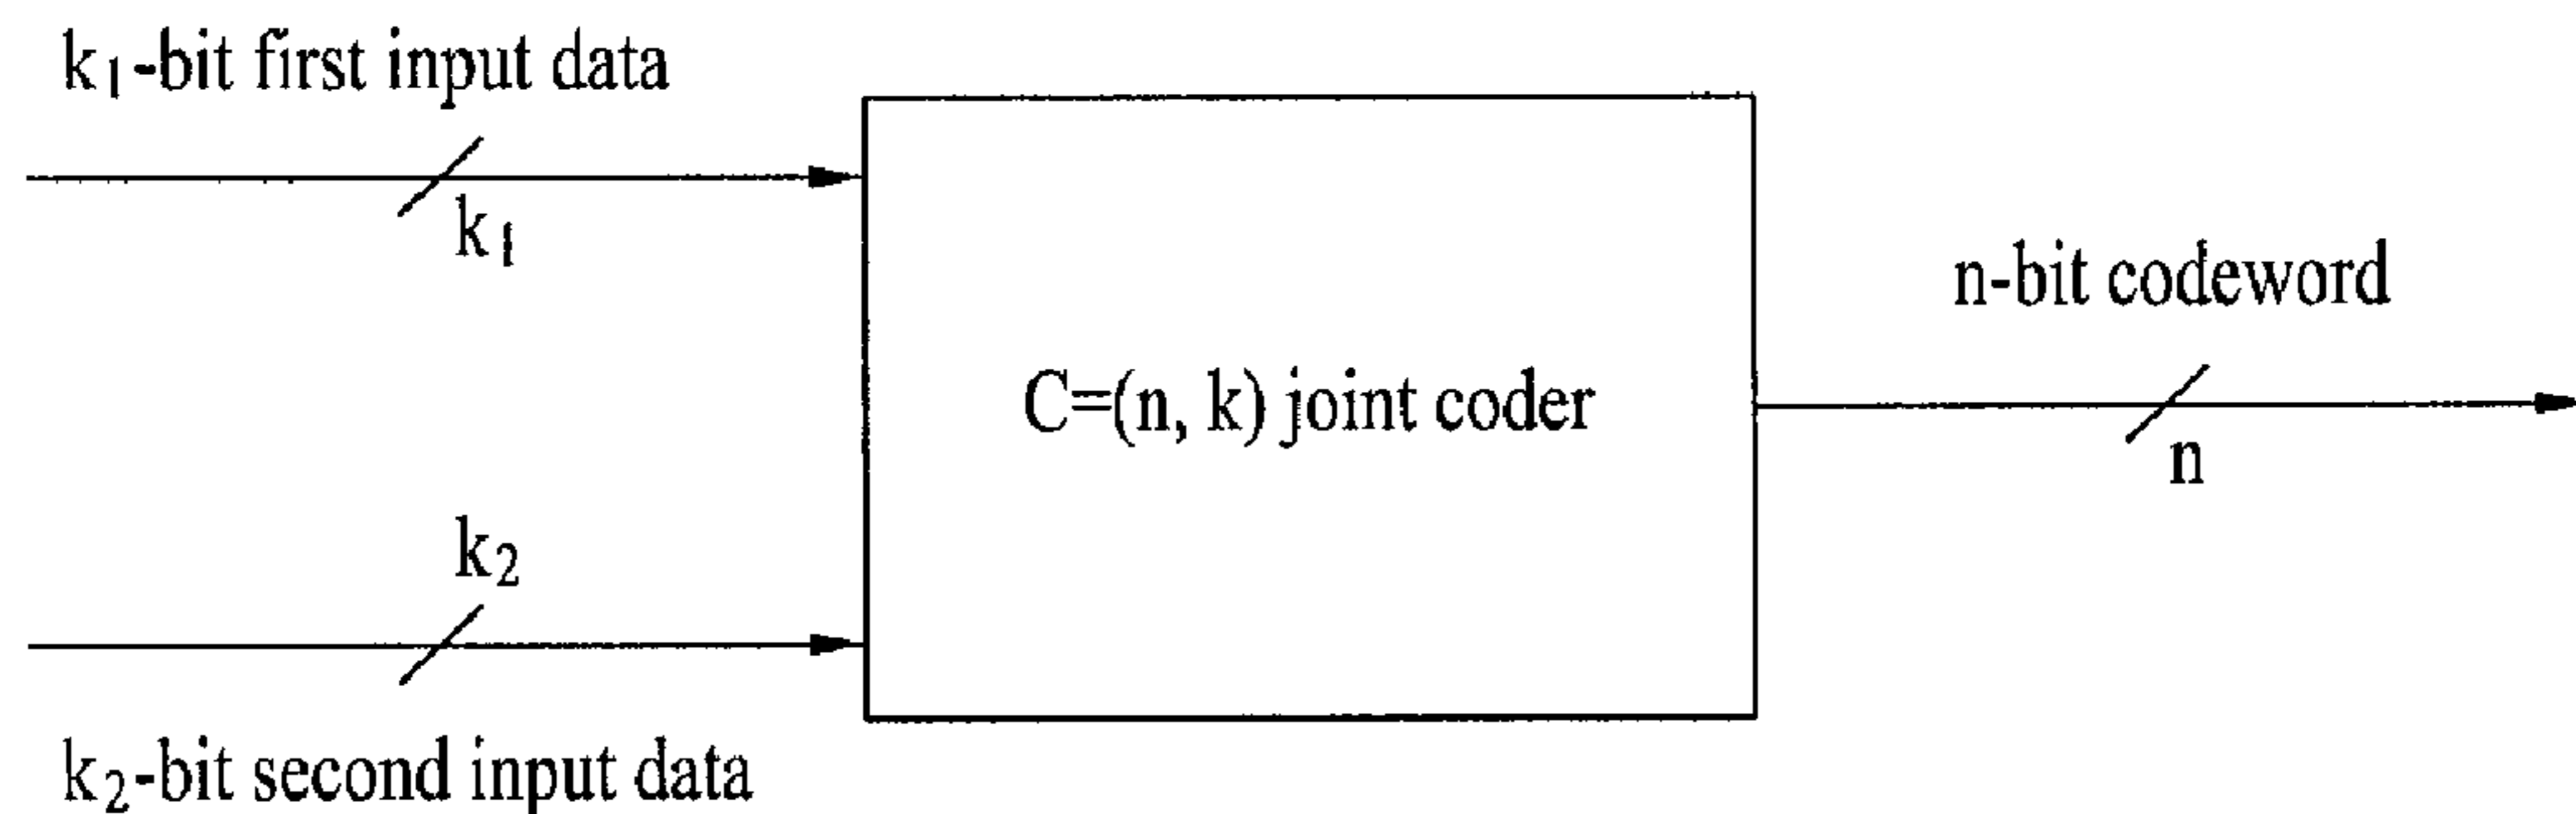 k₁-bit first input data
k₁
k₂
k₂-bit second input data
C=(n, k) joint coder
n-bit codeword
n